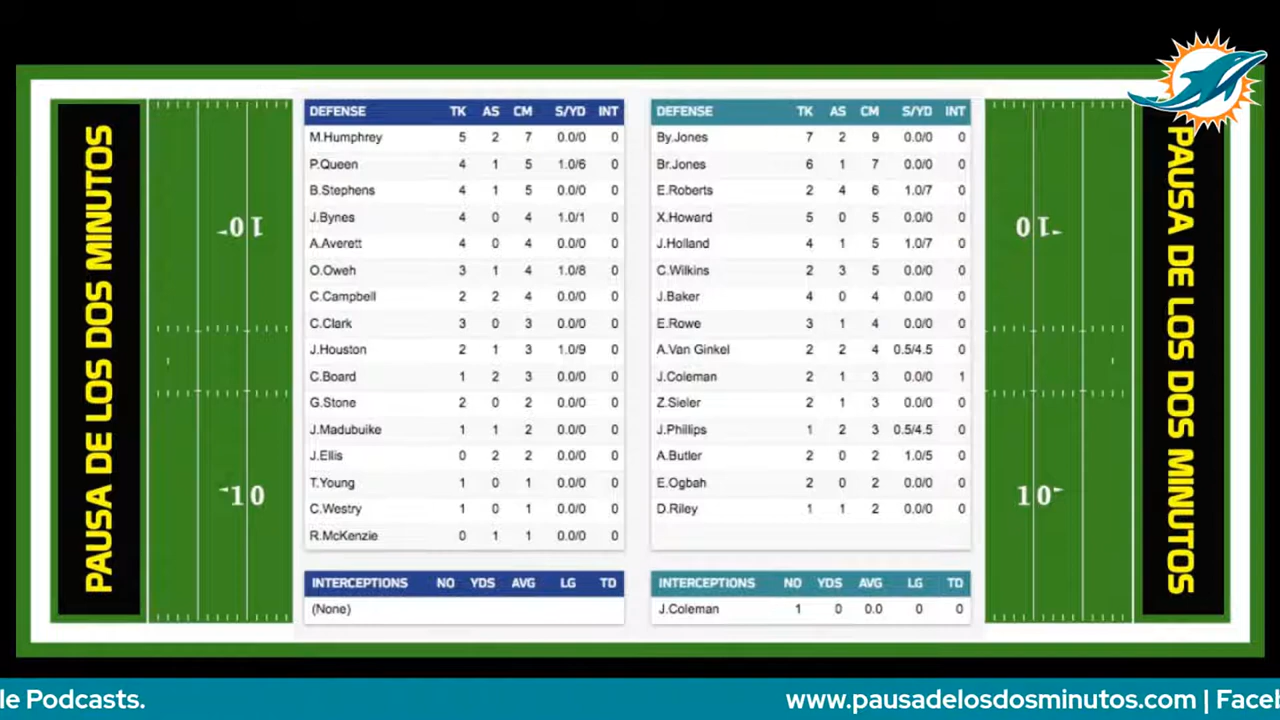 PAUSA DE LOS DOS MINUTOS
10
10
DEFENSE TK AS CM S/YD INT
M.Humphrey 5 2 7 0.0/0 0
P.Queen 4 1 5 1.0/6 0
B.Stephens 4 1 5 0.0/0 0
J.Bynes 4 0 4 1.0/1 0
A.Averett 4 0 4 0.0/0 0
O.Oweh 3 1 4 1.0/8 0
C.Campbell 2 2 4 0.0/0 0
C.Clark 3 0 3 0.0/0 0
J.Houston 2 1 3 1.0/9 0
C.Board 1 2 3 0.0/0 0
G.Stone 2 0 2 0.0/0 0
J.Madubuike 1 1 2 0.0/0 0
J.Ellis 0 2 2 0.0/0 0
T.Young 1 0 1 0.0/0 0
C.Westry 1 0 1 0.0/0 0
R.McKenzie 0 1 1 0.0/0 0
INTERCEPTIONS NO YDS AVG LG TD
(None)
DEFENSE TK AS CM S/YD INT
By.Jones 7 2 9 0.0/0 0
Br.Jones 6 1 7 0.0/0 0
E.Roberts 2 4 6 1.0/7 0
X.Howard 5 0 5 0.0/0 0
J.Holland 4 1 5 1.0/7 0
C.Wilkins 2 3 5 0.0/0 0
J.Baker 4 0 4 0.0/0 0
E.Rowe 3 1 4 0.0/0 0
A.Van Ginkel 2 2 4 0.5/4.5 0
J.Coleman 2 1 3 0.0/0 1
Z.Sieler 2 1 3 0.0/0 0
J.Phillips 1 2 3 0.5/4.5 0
A.Butler 2 0 2 1.0/5 0
E.Ogbah 2 0 2 0.0/0 0
D.Riley 1 1 2 0.0/0 0
INTERCEPTIONS NO YDS AVG LG TD
J.Coleman 1 0 0.0 0 0
10
10
PAUSA DE LOS DOS MINUTOS
le Podcasts. www.pausadelosdosminutos.com | Faceb